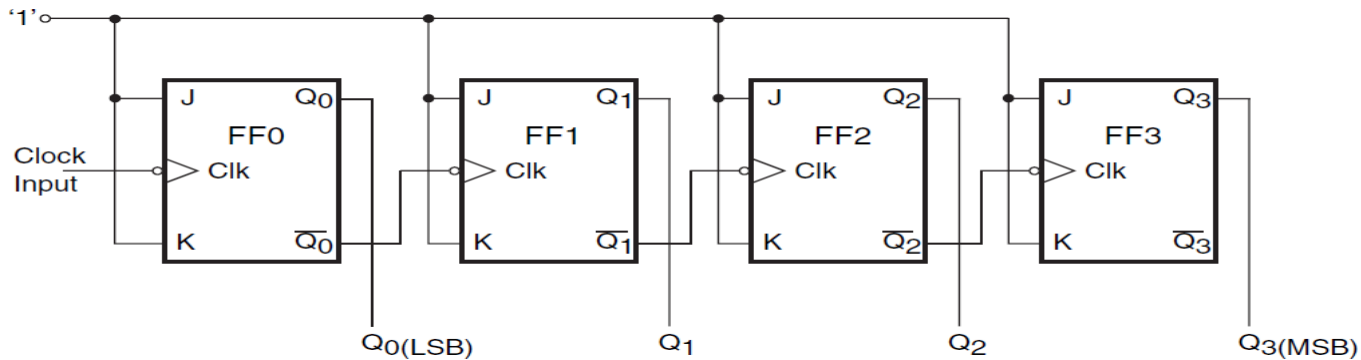 ‘1’
J Q0 J Q1 J Q2 J Q3
FF0 FF1 FF2 FF3
Clock
Input
Clk Clk Clk Clk
K Q̅0̅ K Q̅1̅ K Q̅2̅ K Q̅3̅
Q0(LSB) Q1 Q2 Q3(MSB)